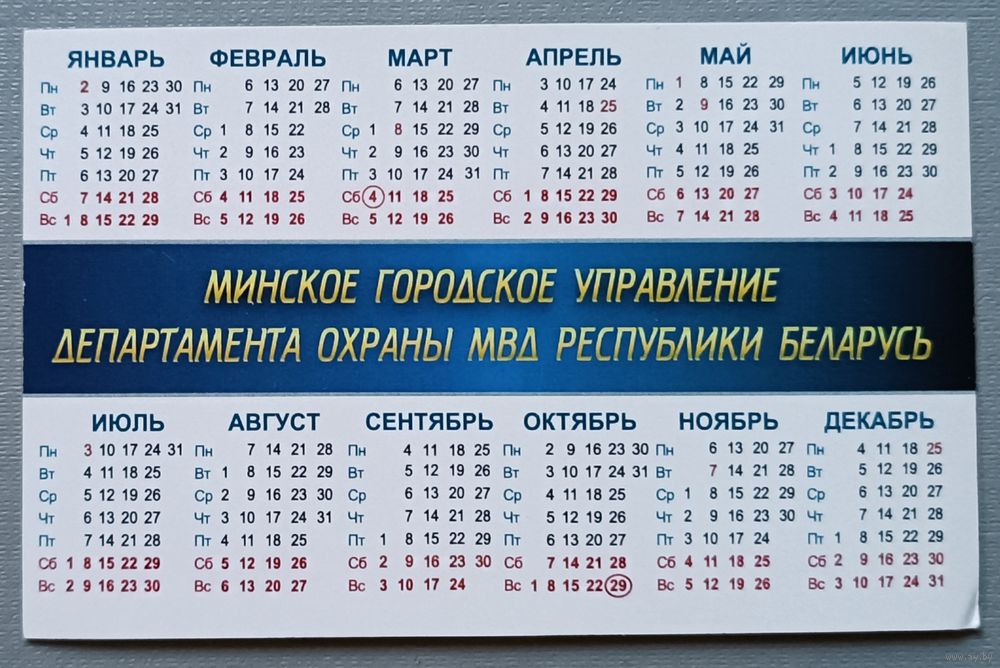 ЯНВАРЬ ФЕВРАЛЬ МАРТ АПРЕЛЬ МАЙ ИЮНЬ
Пн 2 9 16 23 30 Пн 6 13 20 27 Пн 6 13 20 27 Пн 3 10 17 24 Пн 1 8 15 22 29 Пн 5 12 19 26
Вт 3 10 17 24 31 Вт 7 14 21 28 Вт 7 14 21 28 Вт 4 11 18 25 Вт 2 9 16 23 30 Вт 6 13 20 27
Ср 4 11 18 25 Ср 1 8 15 22 Ср 1 8 15 22 29 Ср 5 12 19 26 Ср 3 10 17 24 31 Ср 7 14 21 28
Чт 5 12 19 26 Чт 2 9 16 23 Чт 2 9 16 23 30 Чт 6 13 20 27 Чт 4 11 18 25 Чт 1 8 15 22 29
Пт 6 13 20 27 Пт 3 10 17 24 Пт 3 10 17 24 31 Пт 7 14 21 28 Пт 5 12 19 26 Пт 2 9 16 23 30
Сб 7 14 21 28 Сб 4 11 18 25 Сб 4 11 18 25 Сб 1 8 15 22 29 Сб 6 13 20 27 Сб 3 10 17 24
Вс 1 8 15 22 29 Вс 5 12 19 26 Вс 5 12 19 26 Вс 2 9 16 23 30 Вс 7 14 21 28 Вс 4 11 18 25
МИНСКОЕ ГОРОДСКОЕ УПРАВЛЕНИЕ
ДЕПАРТАМЕНТА ОХРАНЫ МВД РЕСПУБЛИКИ БЕЛАРУСЬ
ИЮЛЬ АВГУСТ СЕНТЯБРЬ ОКТЯБРЬ НОЯБРЬ ДЕКАБРЬ
Пн 3 10 17 24 31 Пн 7 14 21 28 Пн 4 11 18 25 Пн 2 9 16 23 30 Пн 6 13 20 27 Пн 4 11 18 25
Вт 4 11 18 25 Вт 1 8 15 22 29 Вт 5 12 19 26 Вт 3 10 17 24 31 Вт 7 14 21 28 Вт 5 12 19 26
Ср 5 12 19 26 Ср 2 9 16 23 30 Ср 6 13 20 27 Ср 4 11 18 25 Ср 1 8 15 22 29 Ср 6 13 20 27
Чт 6 13 20 27 Чт 3 10 17 24 31 Чт 7 14 21 28 Чт 5 12 19 26 Чт 2 9 16 23 30 Чт 7 14 21 28
Пт 7 14 21 28 Пт 4 11 18 25 Пт 1 8 15 22 29 Пт 6 13 20 27 Пт 3 10 17 24 Пт 1 8 15 22 29
Сб 1 8 15 22 29 Сб 5 12 19 26 Сб 2 9 16 23 30 Сб 7 14 21 28 Сб 4 11 18 25 Сб 2 9 16 23 30
Вс 2 9 16 23 30 Вс 6 13 20 27 Вс 3 10 17 24 Вс 1 8 15 22 29 Вс 5 12 19 26 Вс 3 10 17 24 31
www.ay.by